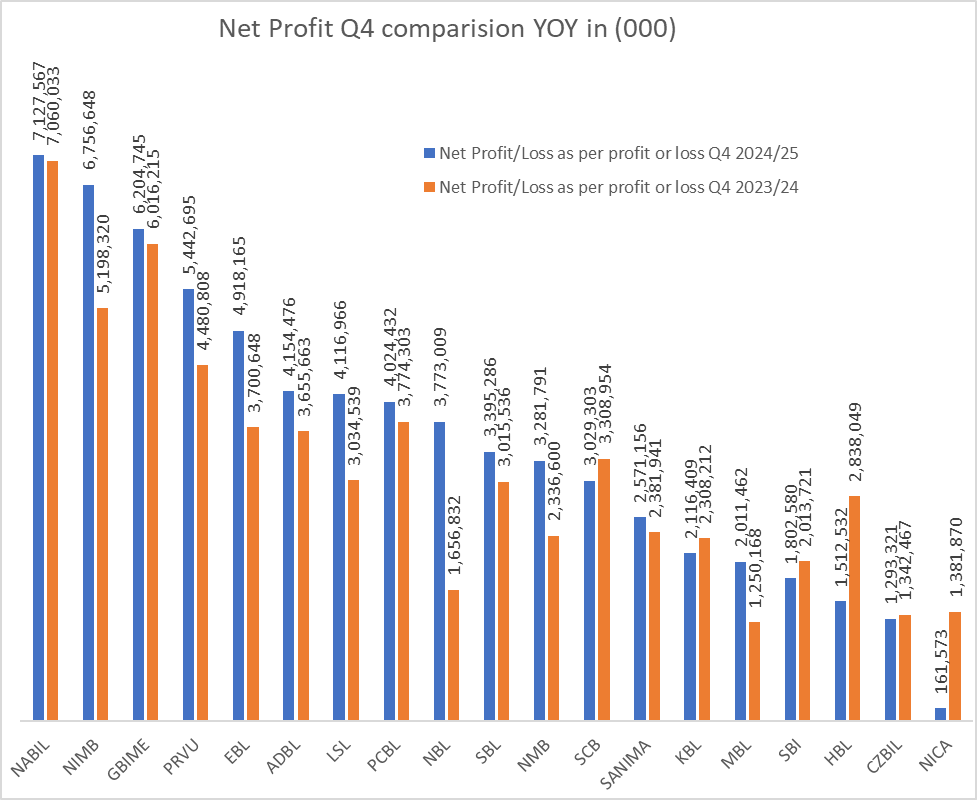 Net Profit Q4 comparision YOY in (000)
Net Profit/Loss as per profit or loss Q4 2024/25
Net Profit/Loss as per profit or loss Q4 2023/24
7,127,567
7,060,033
6,756,648
5,198,320
6,204,745
6,016,215
5,442,695
4,480,808
4,918,165
3,700,648
4,154,476
3,655,663
4,116,966
3,034,539
4,024,432
3,774,303
3,773,009
1,656,832
3,395,286
3,015,536
3,281,791
2,336,600
3,029,303
3,308,954
2,571,156
2,381,941
2,116,409
2,308,212
2,011,462
1,250,168
1,802,580
2,013,721
1,512,532
2,838,049
1,293,321
1,342,467
161,573
1,381,870
NABIL
NIMB
GBIME
PRVU
EBL
ADBL
LSL
PCBL
NBL
SBL
NMB
SCB
SANIMA
KBL
MBL
SBI
HBL
CZBIL
NICA